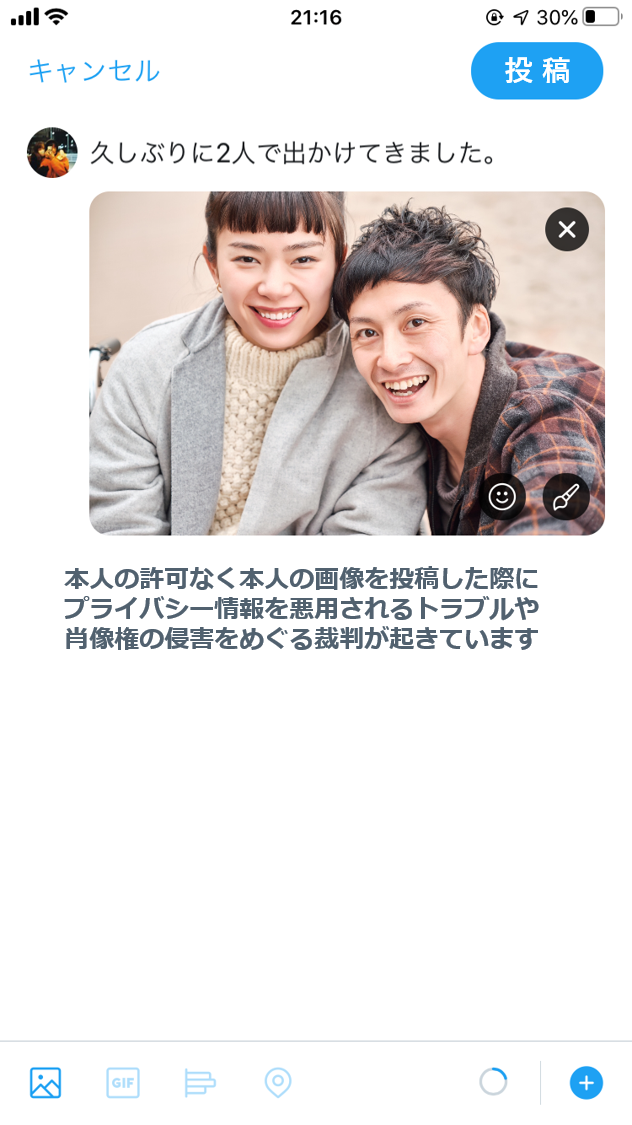 21:16
30%
キャンセル
投稿
久しぶりに2人で出かけてきました。
本人の許可なく本人の画像を投稿した際に
プライバシー情報を悪用されるトラブルや
肖像権の侵害をめぐる裁判が起きています
GIF